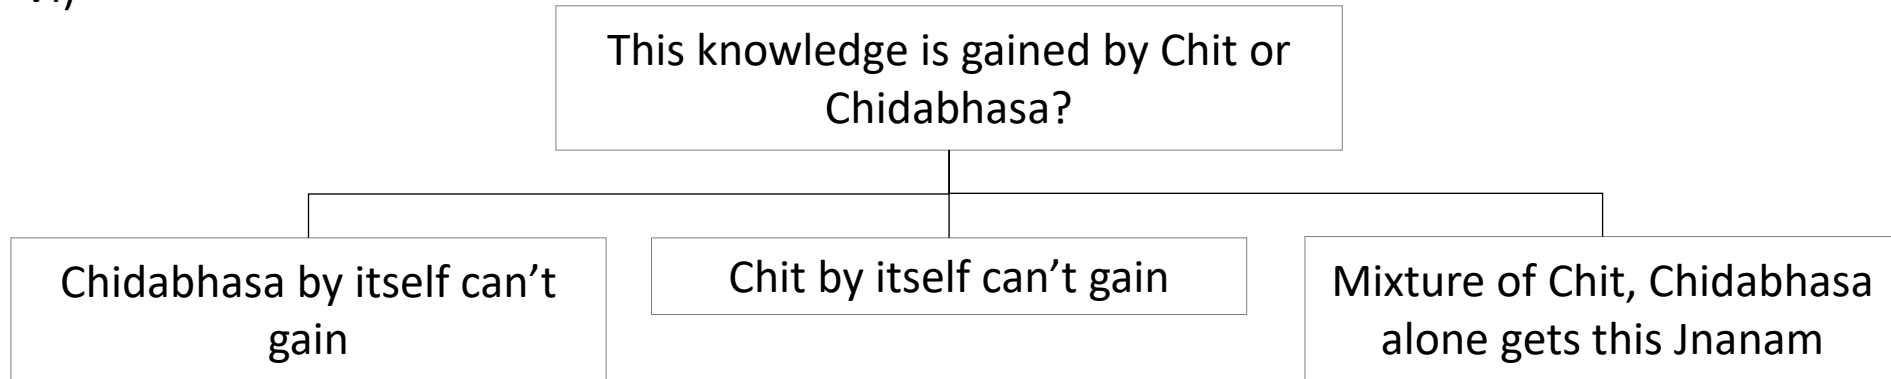 This knowledge is gained by Chit or
Chidabhasa?
Chidabhasa by itself can’t
gain
Chit by itself can’t gain
Mixture of Chit, Chidabhasa
alone gets this Jnanam